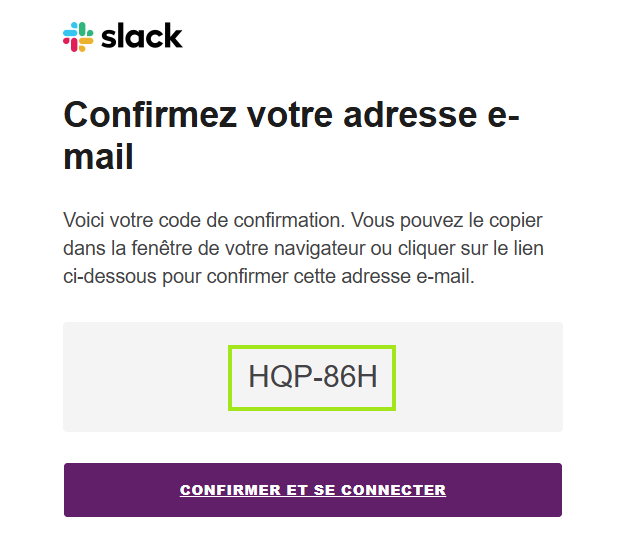 slack
Confirmez votre adresse e-
mail
Voici votre code de confirmation. Vous pouvez le copier
dans la fenêtre de votre navigateur ou cliquer sur le lien
ci-dessous pour confirmer cette adresse e-mail.
HQP-86H
CONFIRMER ET SE CONNECTER